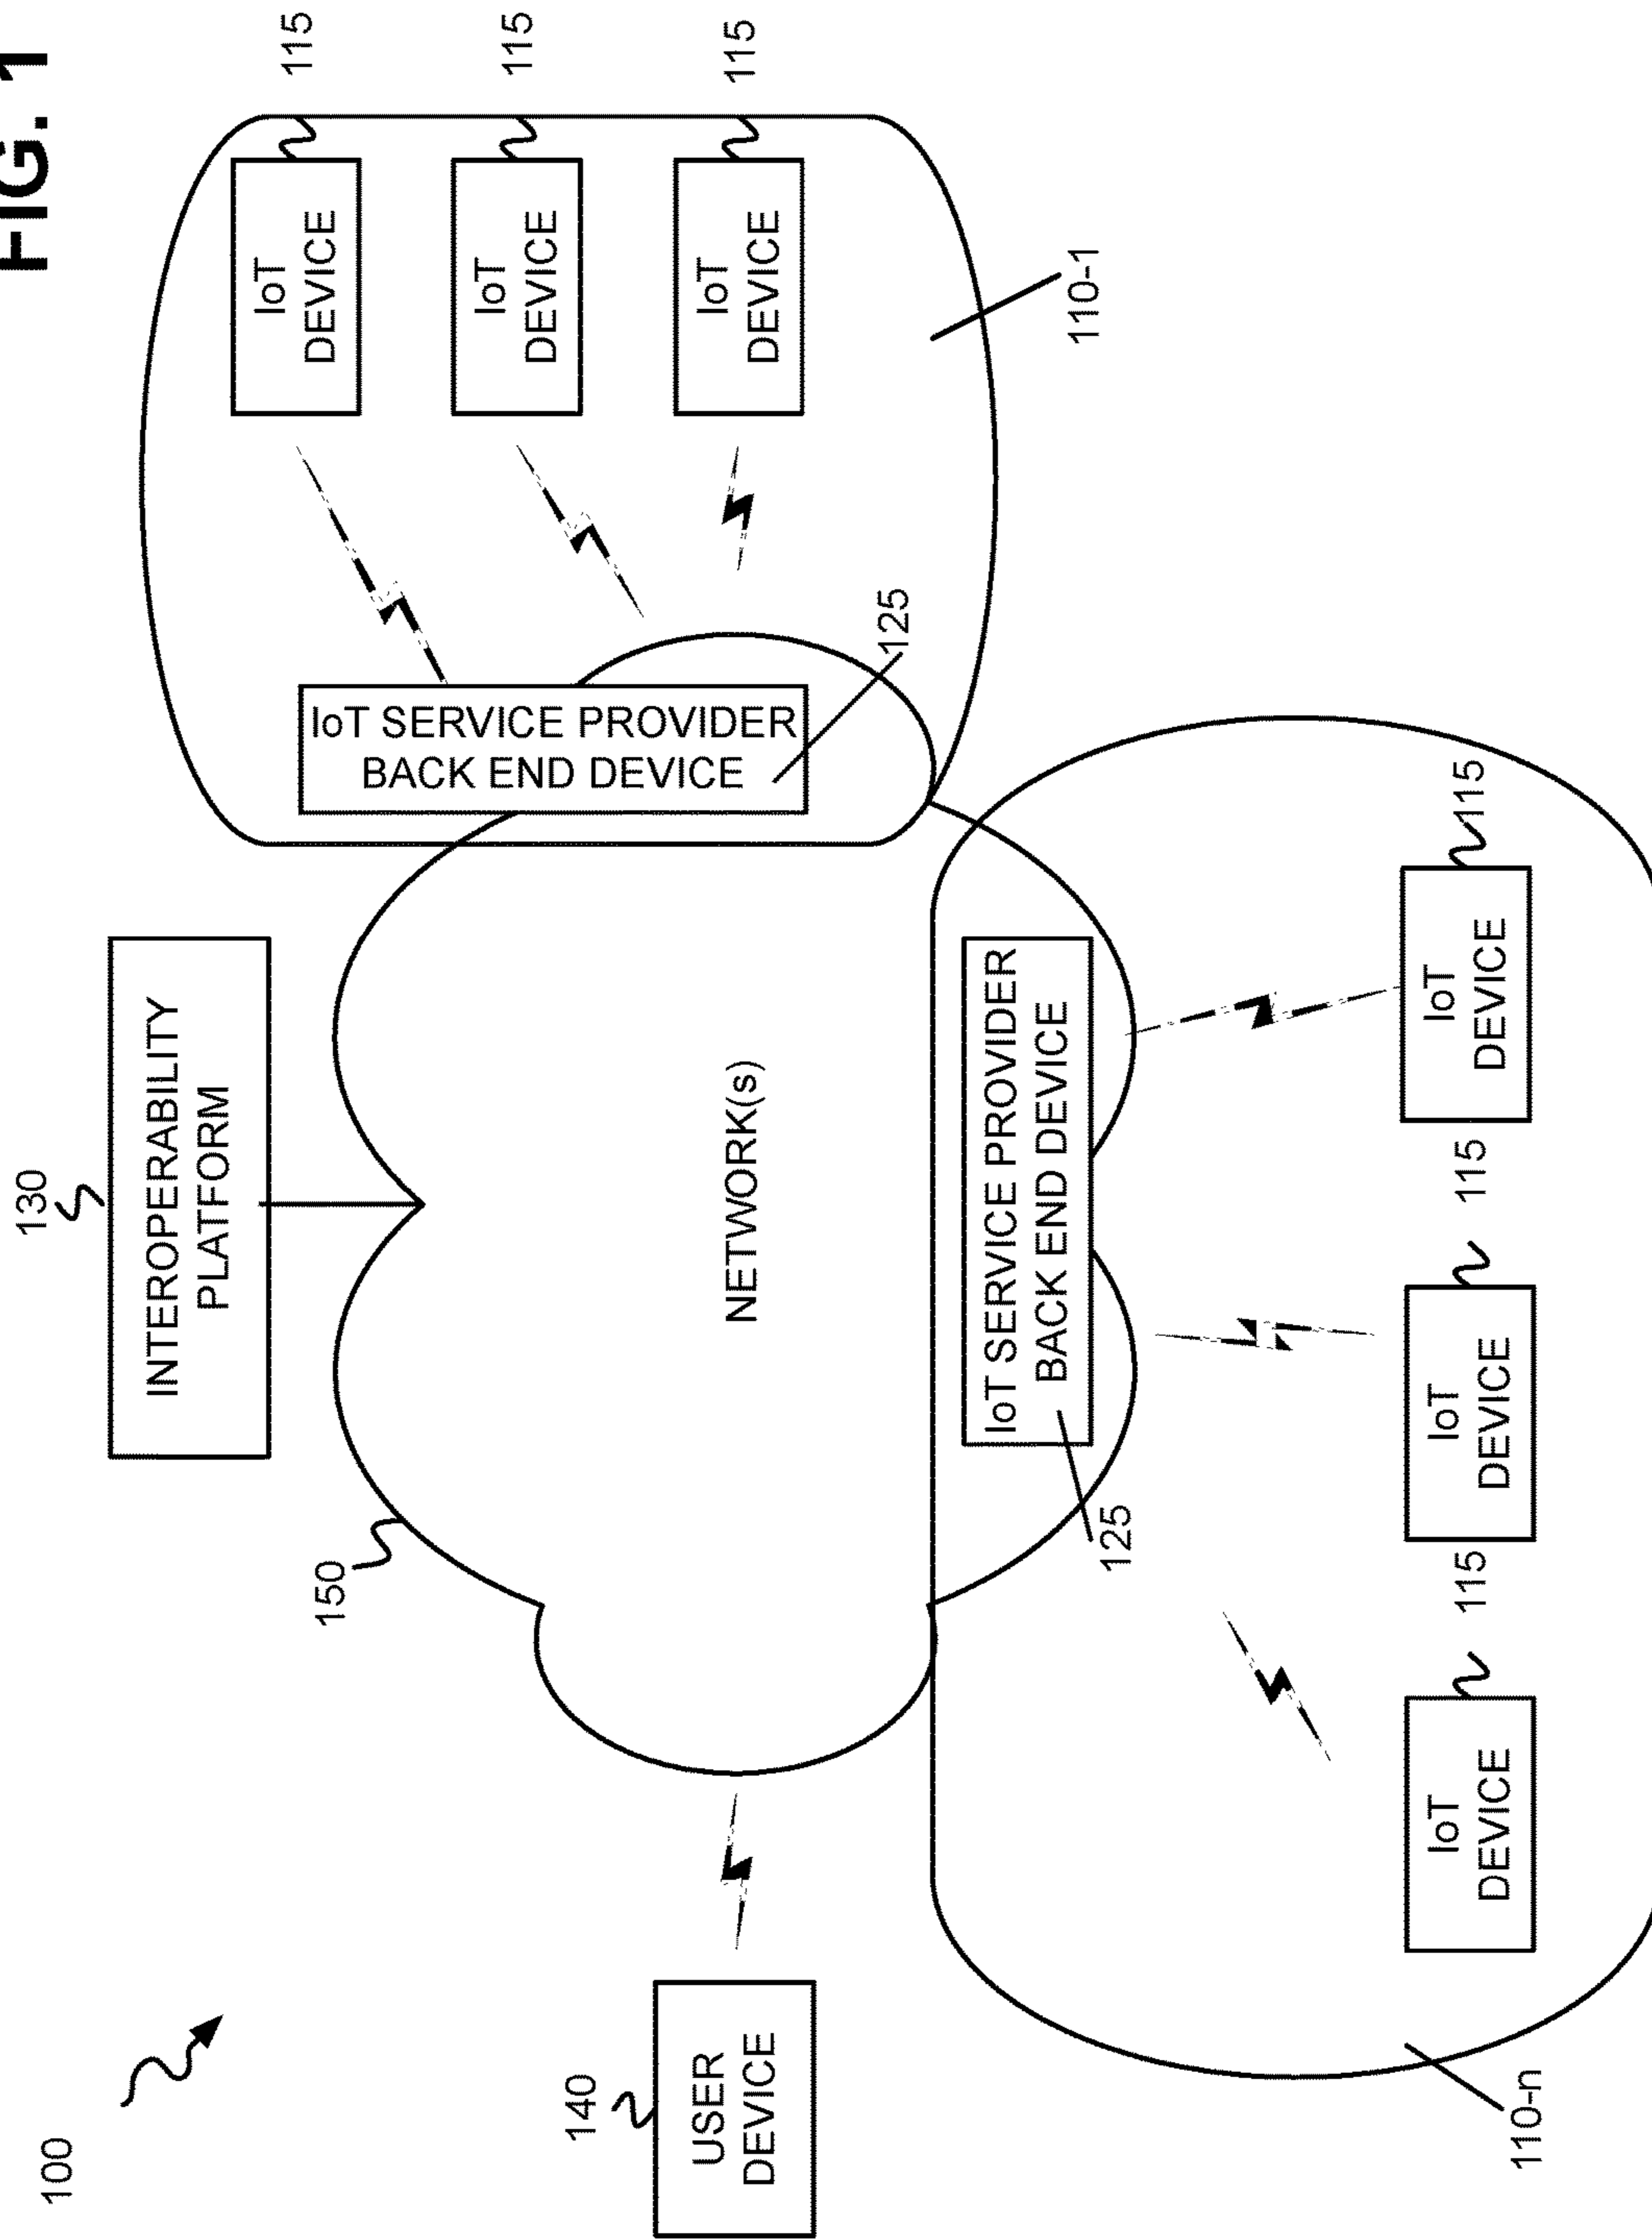 FIG. 1
100
130
INTEROPERABILITY
PLATFORM
115
IoT
DEVICE
150
115
IoT
DEVICE
IoT SERVICE PROVIDER
BACK END DEVICE
140
USER
DEVICE
NETWORK(s)
115
IoT
DEVICE
125
IoT SERVICE PROVIDER
BACK END DEVICE
110-1
125
115
115
115
IoT
DEVICE
IoT
DEVICE
IoT
DEVICE
110-n